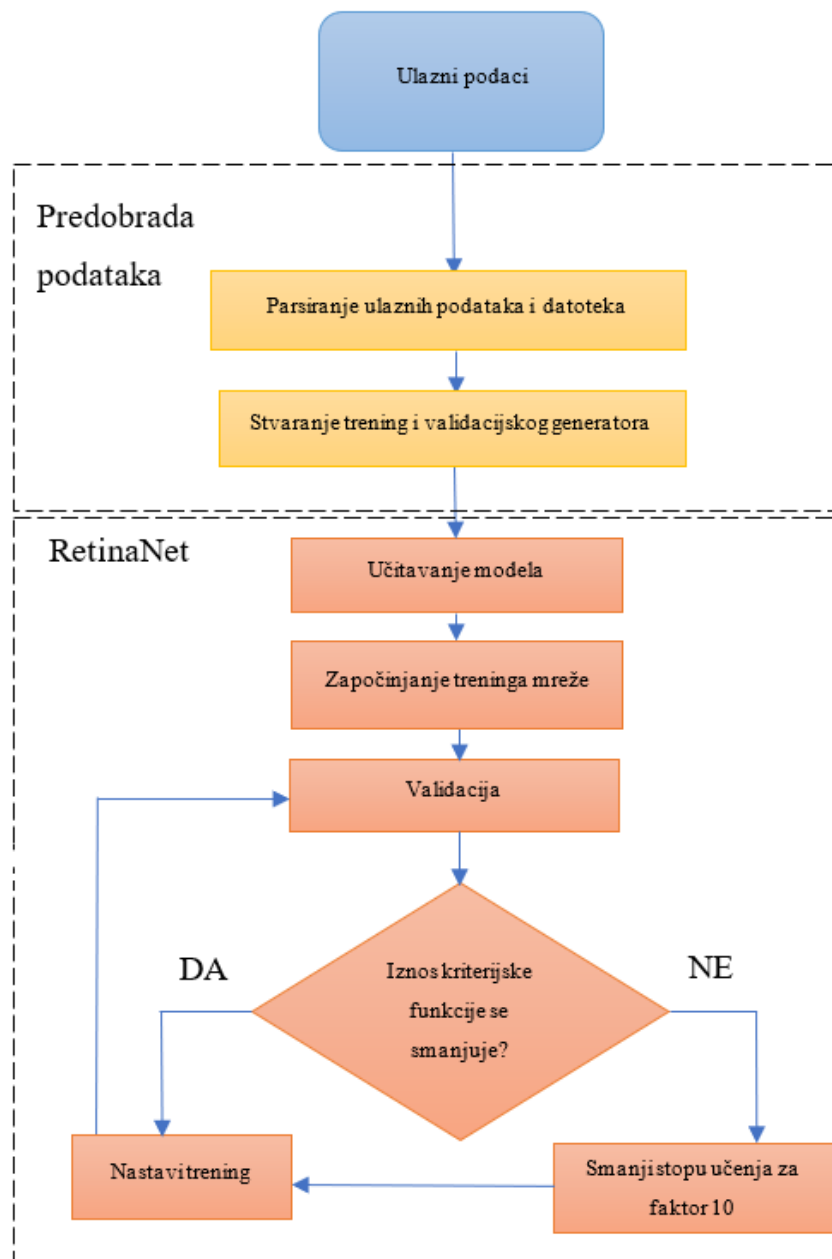 Ulazni podaci
Predobrada
podataka
Parsiranje ulaznih podataka i datoteka
Stvaranje trening i validacijskog generatora
RetinaNet
Učitavanje modela
Započinjanje treninga mreže
Validacija
DA
Iznos kriterijske
funkcije se
smanjuje?
NE
Nastavi trening
Smanji stopu učenja za
faktor 10